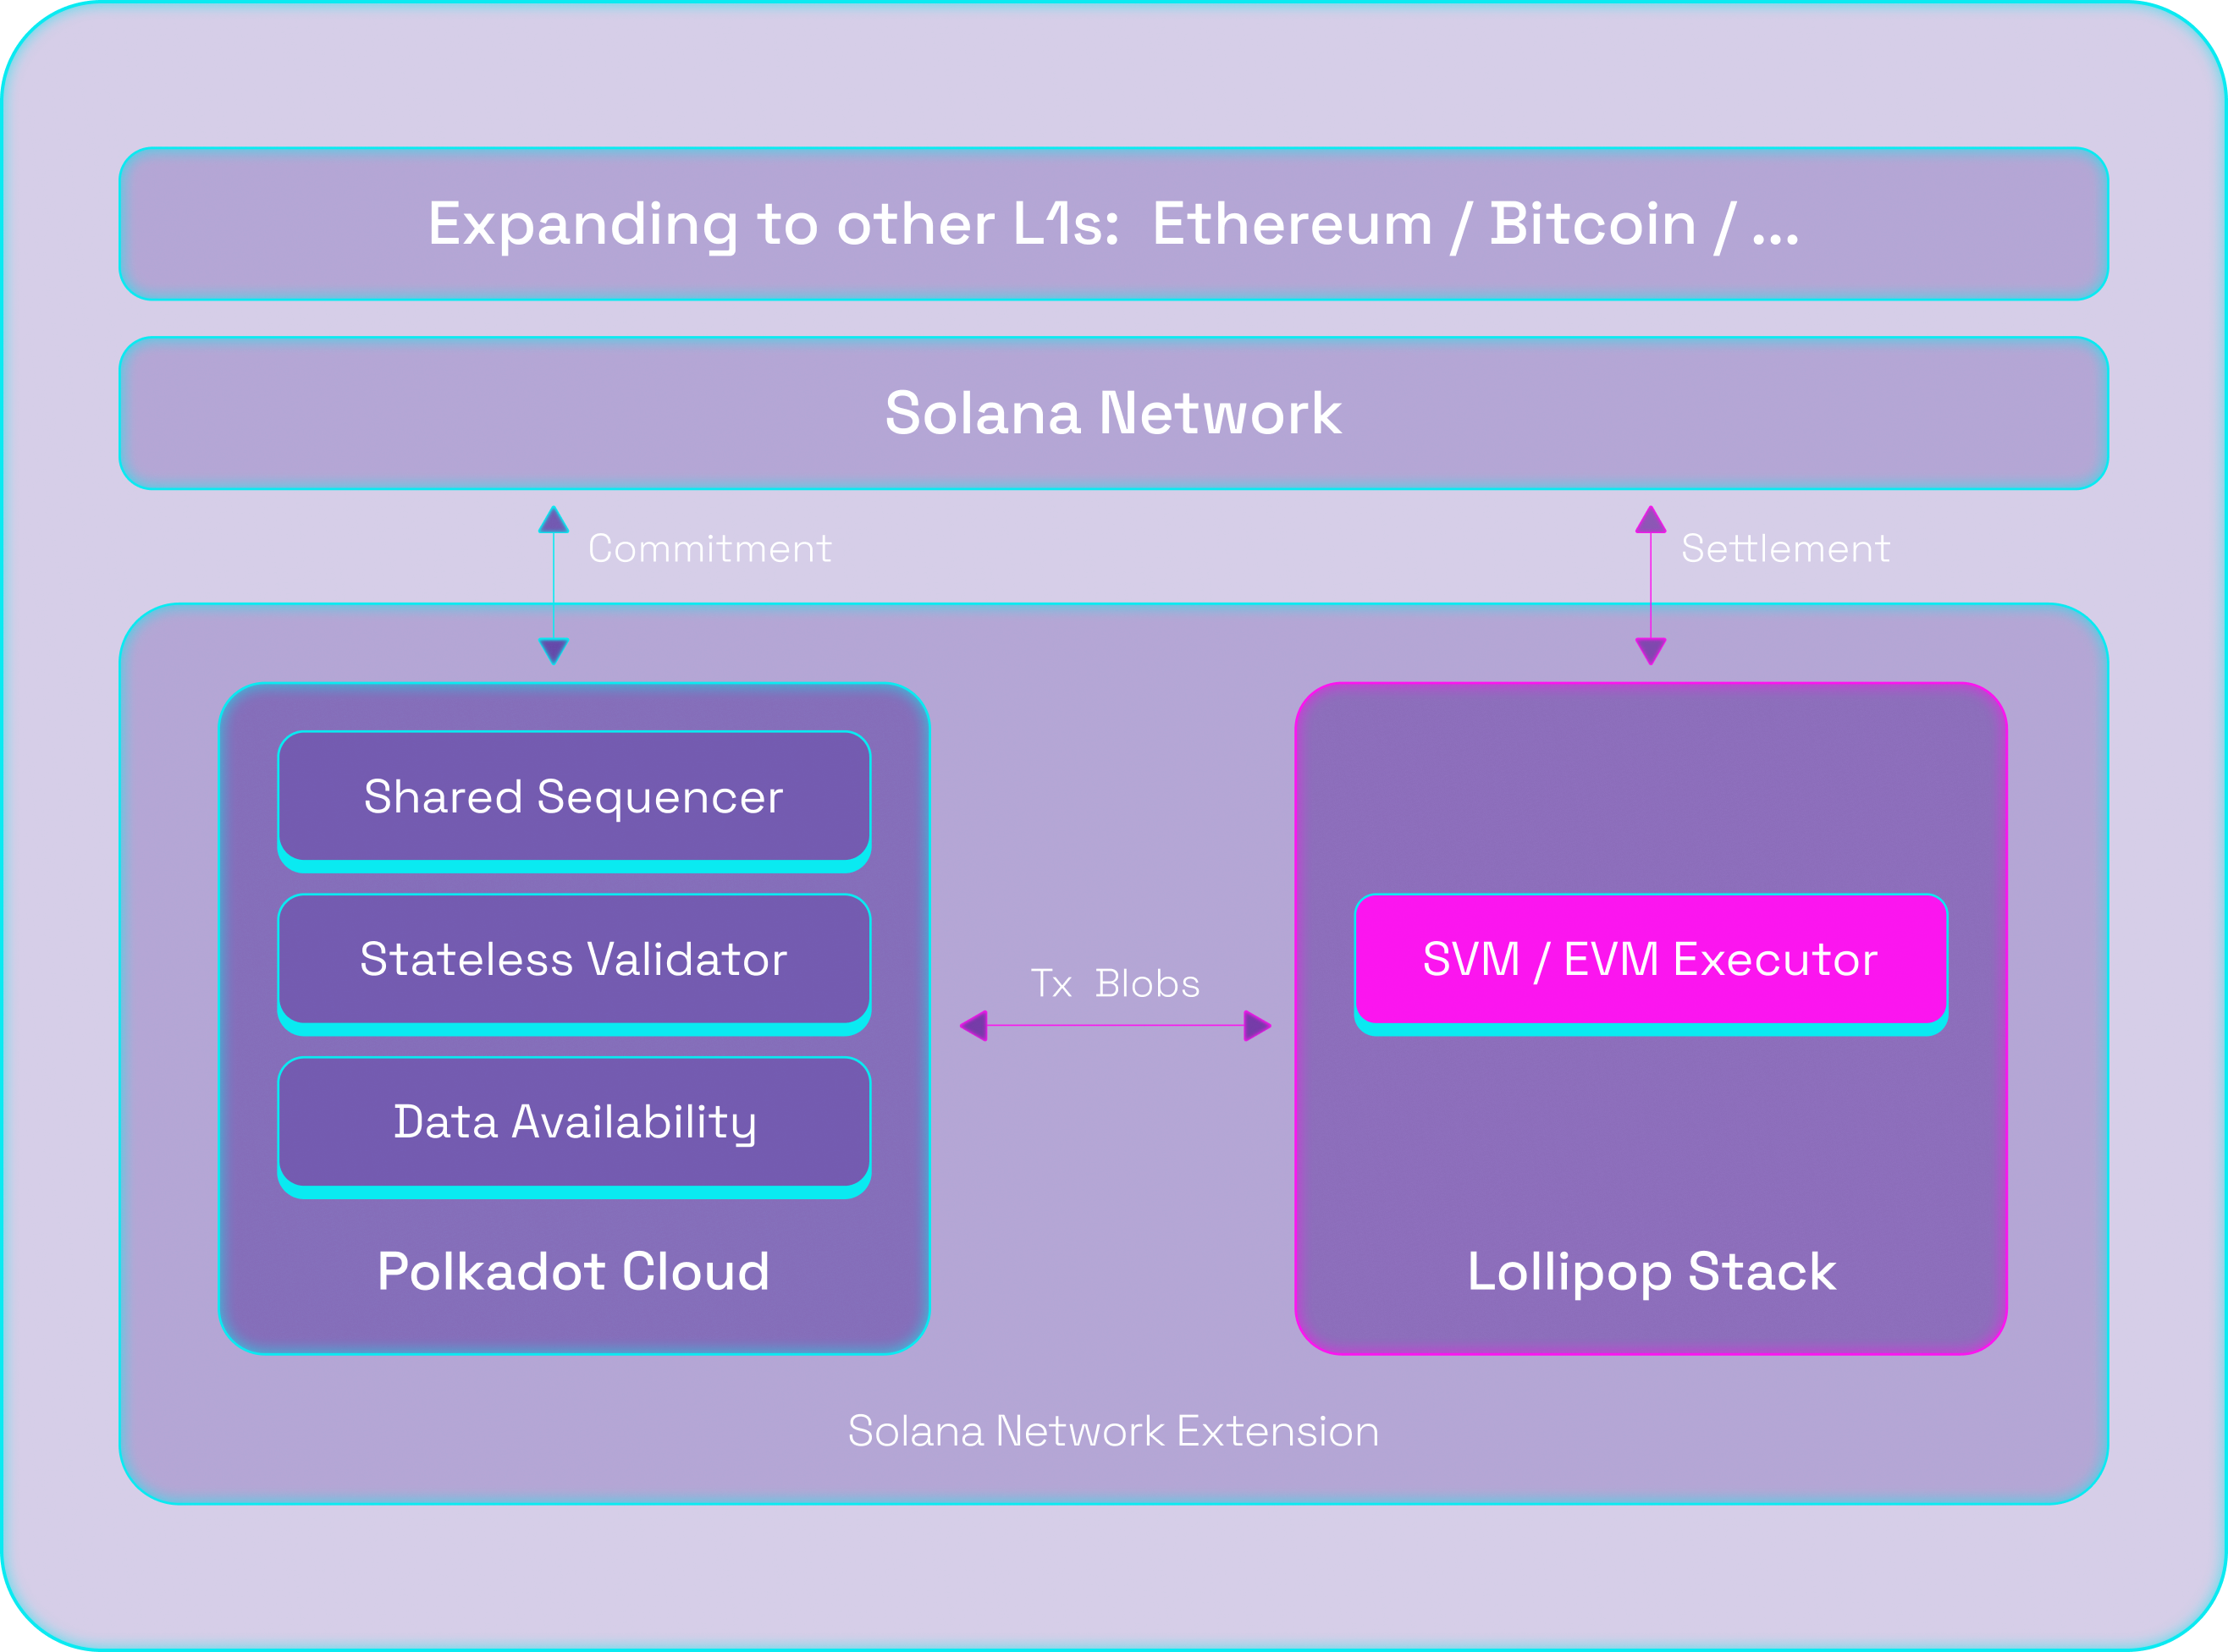 Expanding to other L1s: Ethereum / Bitcoin / ...
Solana Network
Commitment
Settlement
Shared Sequencer
Stateless Validator
Data Availability
Polkadot Cloud
Tx Blobs
SVM / EVM Executor
Lollipop Stack
Solana Network Extension